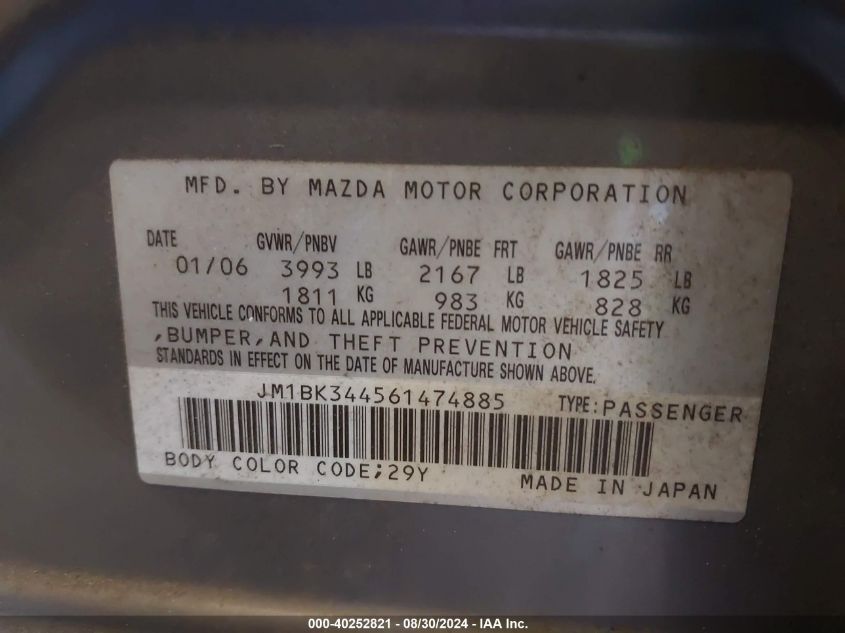 MFD. BY MAZDA MOTOR CORPORATION
DATE GVWR/PNBV GAWR/PNBE FRT GAWR/PNBE RR
01/06 3993 LB 2167 LB 1825 LB
1811 KG 983 KG 828 KG
THIS VEHICLE CONFORMS TO ALL APPLICABLE FEDERAL MOTOR VEHICLE SAFETY
,BUMPER,AND THEFT PREVENTION
STANDARDS IN EFFECT ON THE DATE OF MANUFACTURE SHOWN ABOVE.
JM1BK344561474885 TYPE:PASSENGER
BODY COLOR CODE;29Y MADE IN JAPAN
000-40252821 - 08/30/2024 - IAA Inc.